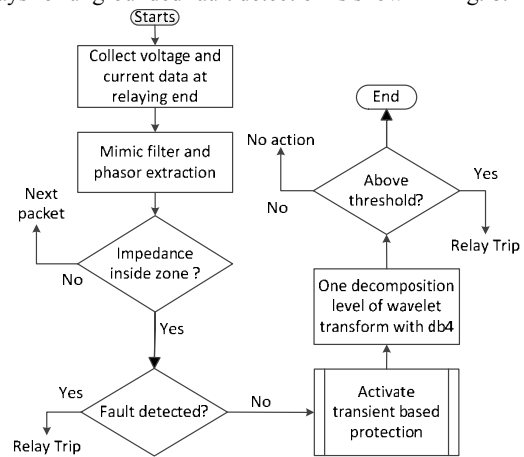 Starts
Collect voltage and
current data at
relaying end
Mimic filter and
phasor extraction
Next
packet
No
Impedance
inside zone ?
Yes
Yes
Fault detected?
No
Relay Trip
Activate
transient based
protection
One decomposition
level of wavelet
transform with db4
Above
threshold?
No action
No
Yes
Relay Trip
End